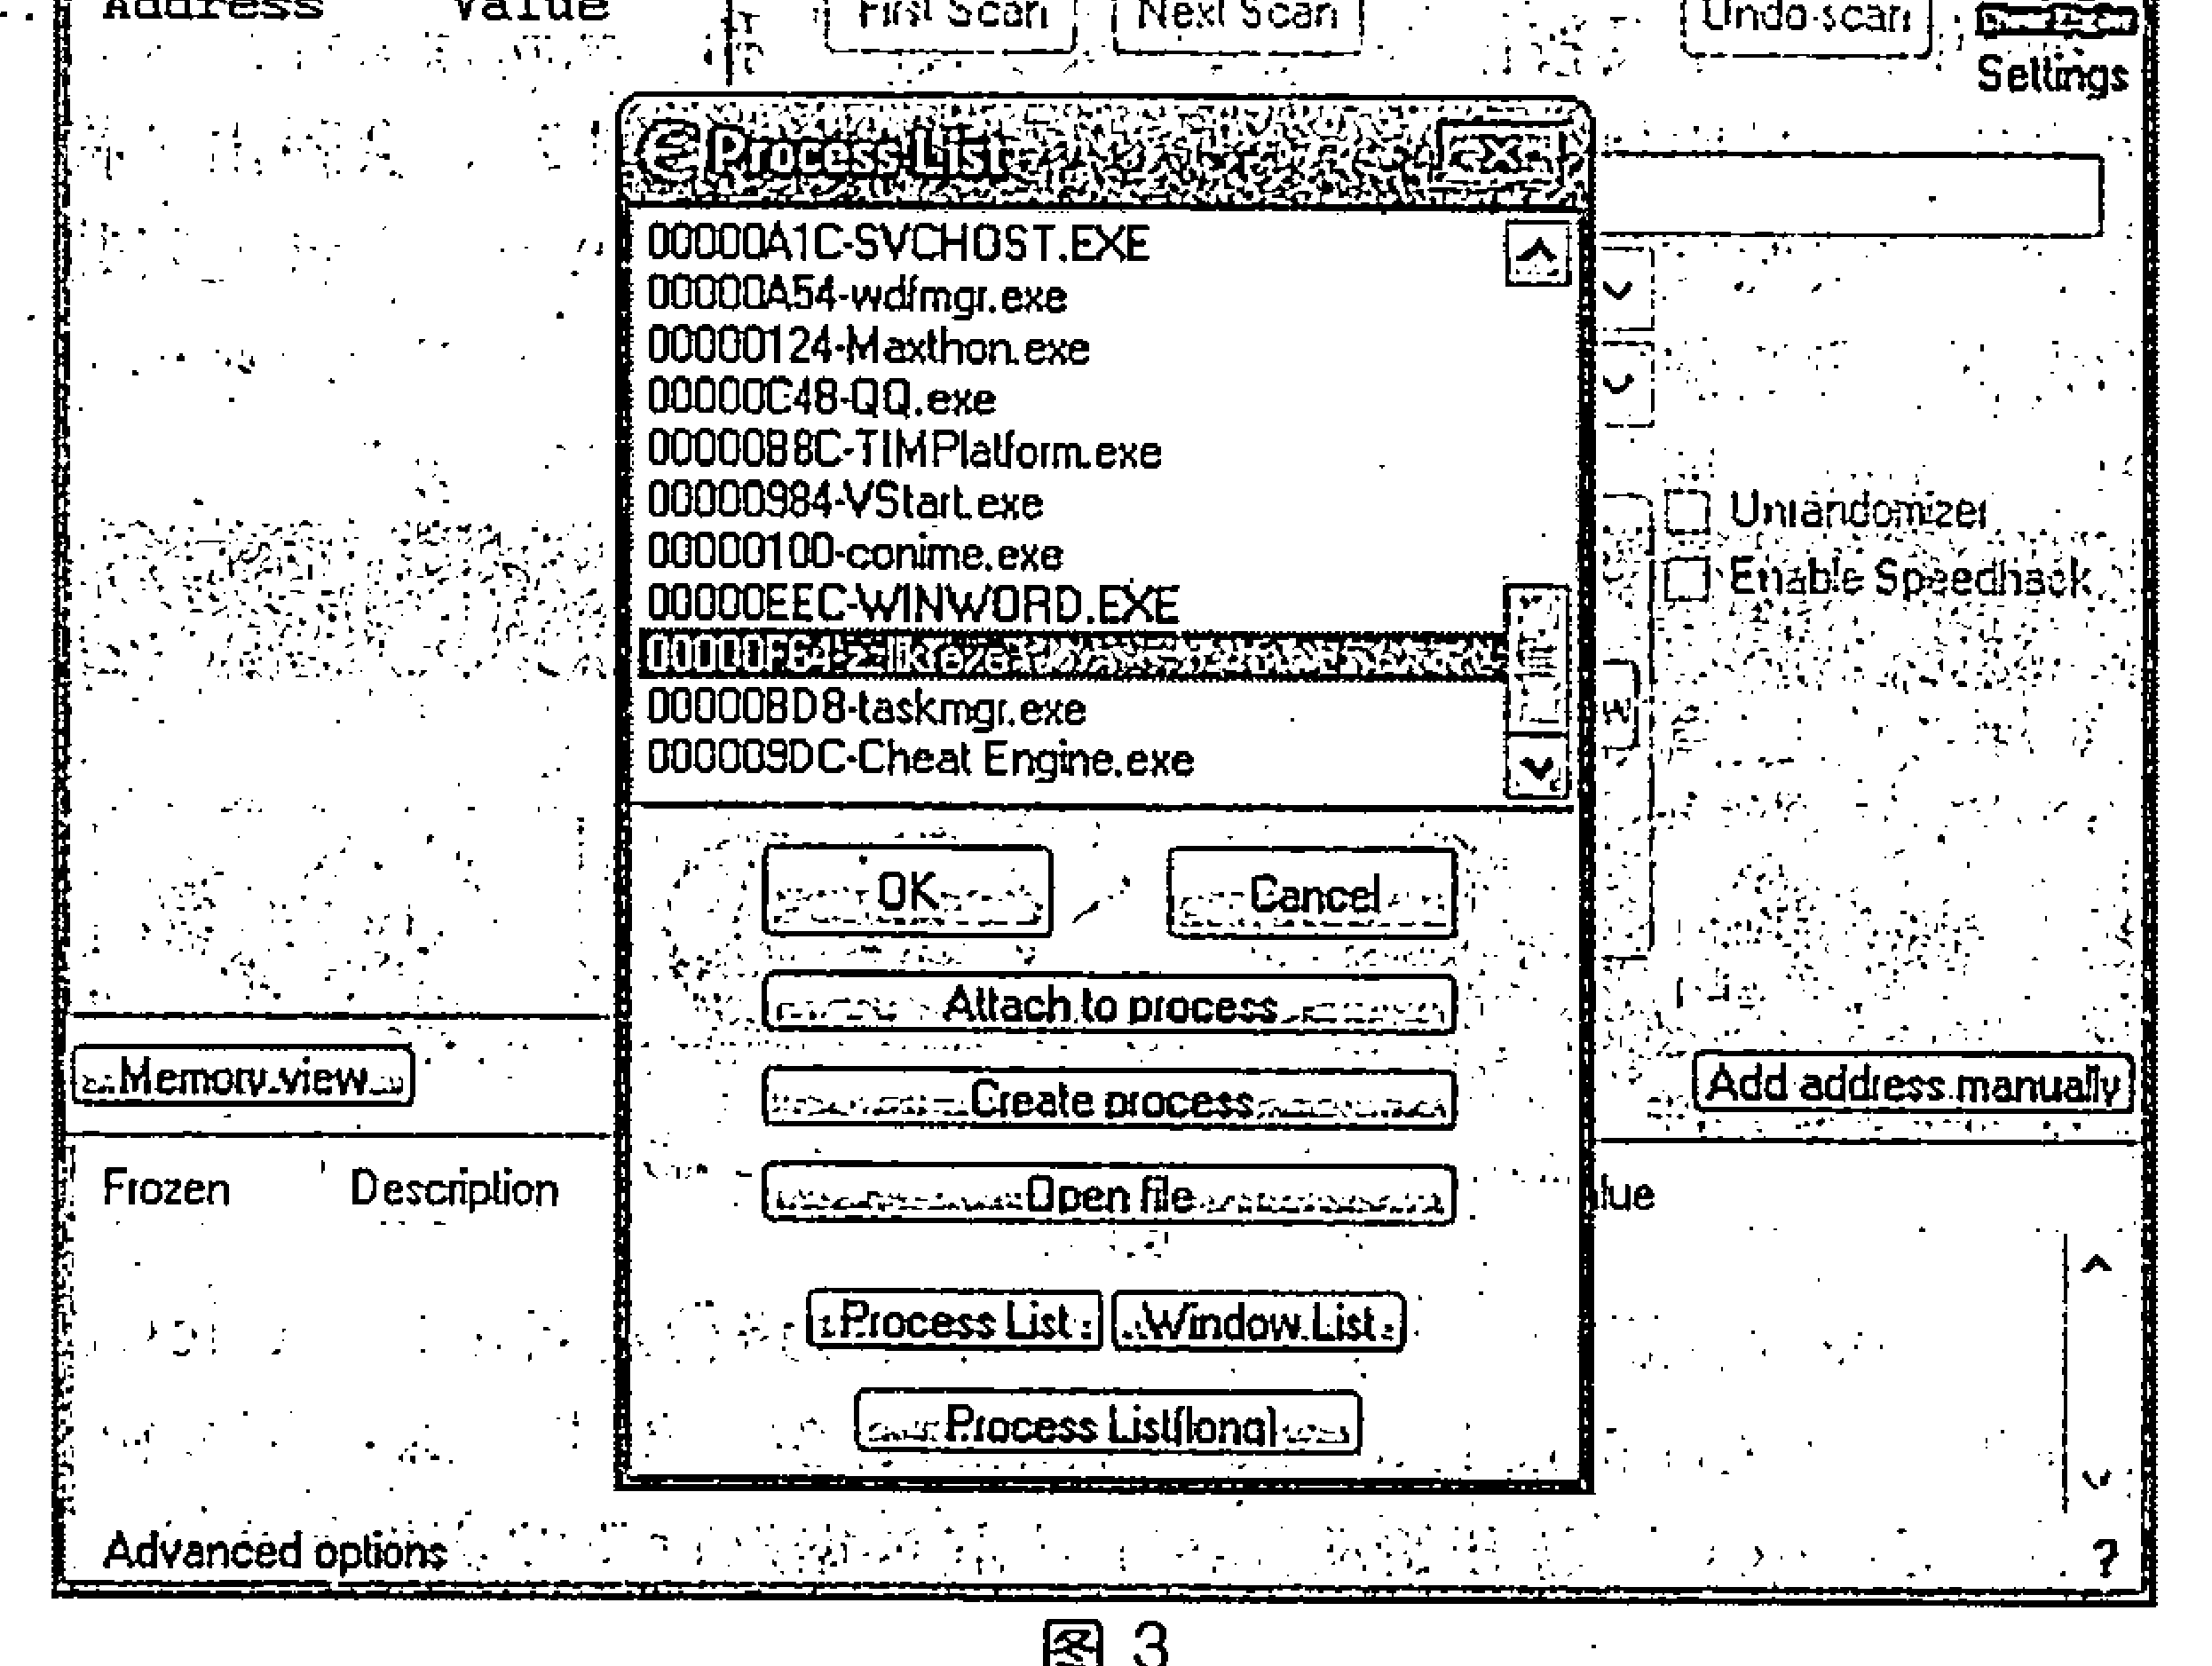 Address Value First Scan Next Scan Undo scan
Settings
Process List
00000A1C-SVCHOST.EXE
00000A54-wdfmgr.exe
00000124-Maxthon.exe
00000C48-QQ.exe
00000B8C-TIMPlatform.exe
00000984-VStart.exe
00000100-conime.exe
00000EEC-WINWORD.EXE
00000F64-
00000BD8-taskmgr.exe
000009DC-Cheat Engine.exe
Unrandomizer
Enable Speedhack
OK Cancel
Attach to process
Create process
Open file
Process List Window List
Process List(long)
Memory view
Add address manually
Frozen Description lue
Advanced options ?
图 3